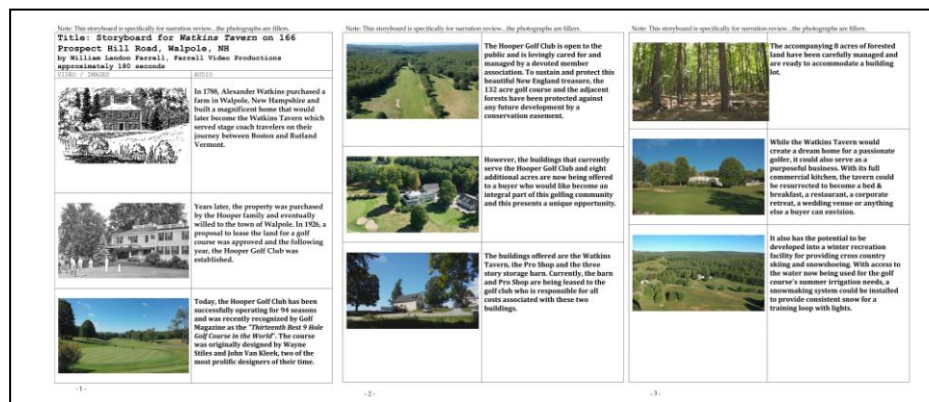 Note: This storyboard is specifically for narration review...the photographs are fillers.
Title: Storyboard for Watkins Tavern on 166
Prospect Hill Road, Walpole, NH
by William Landon Farrell, Farrell Video Productions
approximately 180 seconds
VIDEO / IMAGES AUDIO
In 1788, Alexander Watkins purchased a
farm in Walpole, New Hampshire and
built a magnificent home that would
later become the Watkins Tavern which
served stage coach travelers on their
journey between Boston and Rutland
Vermont.
Years later, the property was purchased
by the Hooper family and eventually
willed to the town of Walpole. In 1926, a
proposal to lease the land for a golf
course was approved and the following
year, the Hooper Golf Club was
established.
Today, the Hooper Golf Club has been
successfully operating for 94 seasons
and was recently recognized by Golf
Magazine as the "Thirteenth Best 9 Hole
Golf Course in the World". The course
was originally designed by Wayne
Stiles and John Van Kleek, two of the
most prolific designers of their time.
- 1 -
Note: This storyboard is specifically for narration review...the photographs are fillers.
The Hooper Golf Club is open to the
public and is lovingly cared for and
managed by a devoted member
association. To sustain and protect this
beautiful New England treasure, the
132 acre golf course and the adjacent
forests have been protected against
any future development by a
conservation easement.
However, the buildings that currently
serve the Hooper Golf Club and eight
additional acres are now being offered
to a buyer who would like become an
integral part of this golfing community
and this presents a unique opportunity.
The buildings offered are the Watkins
Tavern, the Pro Shop and the three
story storage barn. Currently, the barn
and Pro Shop are being leased to the
golf club who is responsible for all
costs associated with these two
buildings.
- 2 -
Note: This storyboard is specifically for narration review...the photographs are fillers.
The accompanying 8 acres of forested
land have been carefully managed and
are ready to accommodate a building
lot.
While the Watkins Tavern would
create a dream home for a passionate
golfer, it could also serve as a
purposeful business. With its full
commercial kitchen, the tavern could
be resurrected to become a bed &
breakfast, a restaurant, a corporate
retreat, a wedding venue or anything
else a buyer can envision.
It also has the potential to be
developed into a winter recreation
facility for providing cross country
skiing and snowshoeing. With access to
the water now being used for the golf
course's summer irrigation needs, a
snowmaking system could be installed
to provide consistent snow for a
training loop with lights.
- 3 -